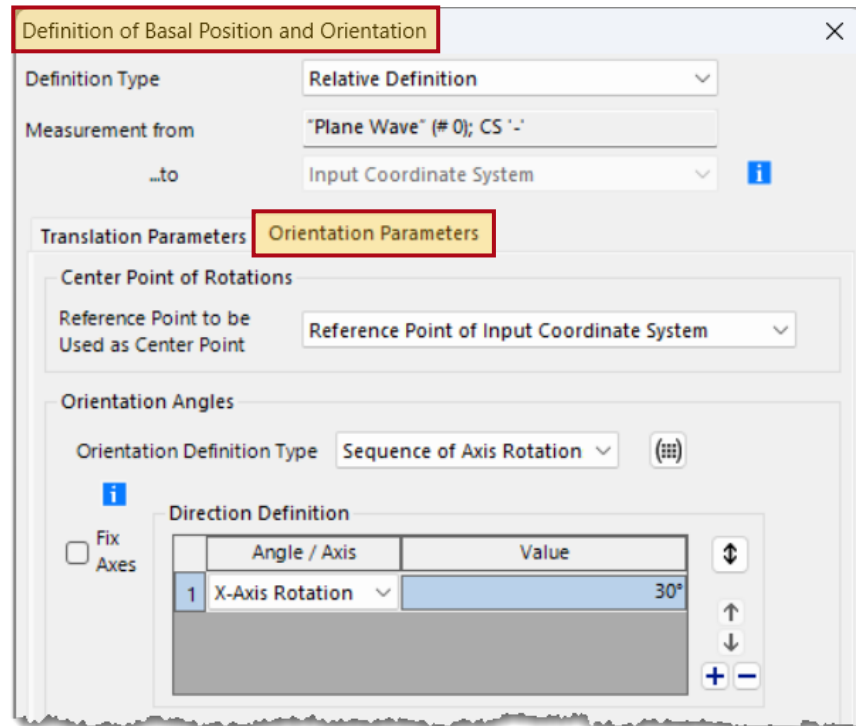 Definition of Basal Position and Orientation
Definition Type
Relative Definition
Measurement from
"Plane Wave" (# 0); CS '-'
...to
Input Coordinate System
i
Translation Parameters
Orientation Parameters
Center Point of Rotations
Reference Point to be
Used as Center Point
Reference Point of Input Coordinate System
Orientation Angles
Orientation Definition Type
Sequence of Axis Rotation
i
Direction Definition
Fix
Axes
Angle / Axis
Value
1
X-Axis Rotation
30°